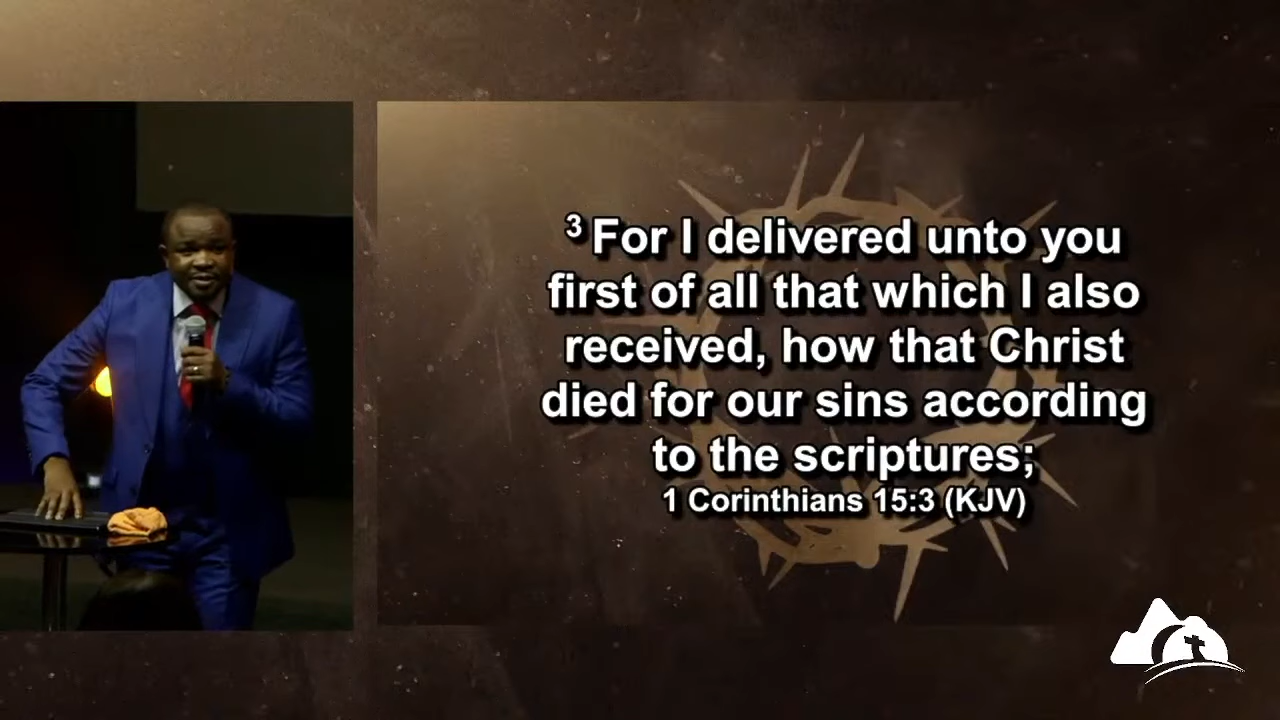 3 For I delivered unto you
first of all that which I also
received, how that Christ
died for our sins according
to the scriptures;
1 Corinthians 15:3 (KJV)